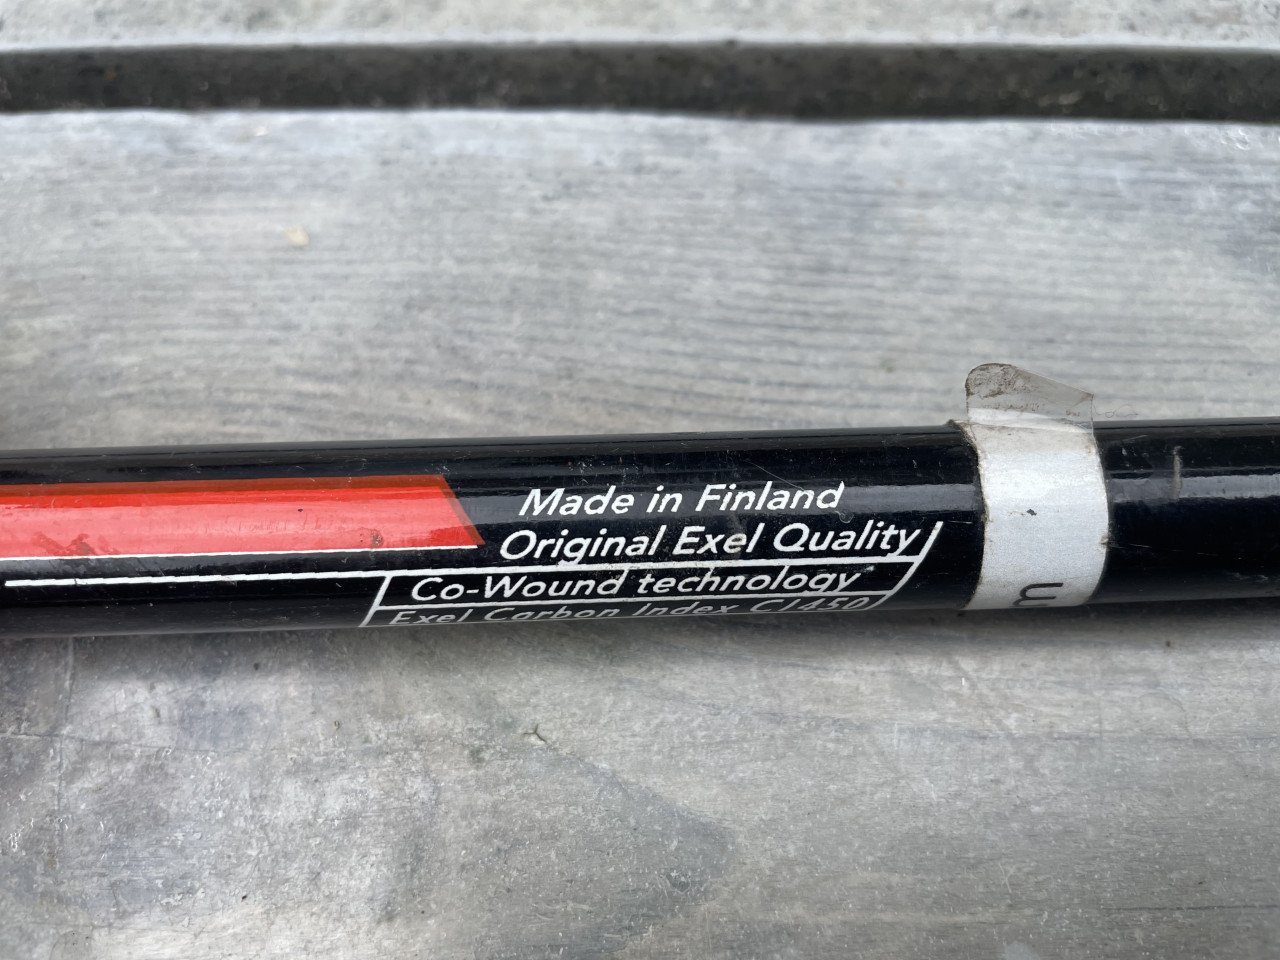 Made in Finland
Original Exel Quality
Co-Wound technology
Exel Carbon Index CI450
m